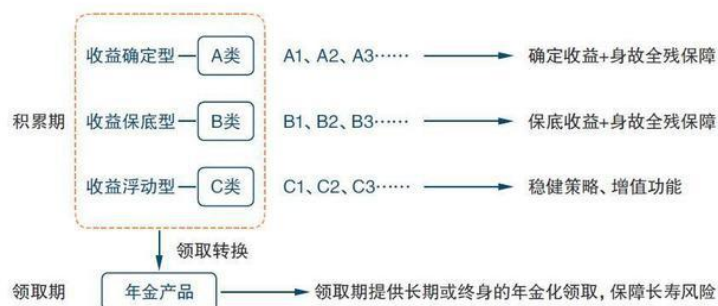 收益确定型 A类 A1、A2、A3…… 确定收益+身故全残保障
积累期 收益保底型 B类 B1、B2、B3…… 保底收益+身故全残保障
收益浮动型 C类 C1、C2、C3…… 稳健策略、增值功能
领取转换
领取期 年金产品 领取期提供长期或终身的年金化领取，保障长寿风险